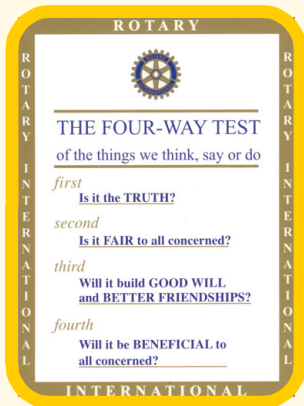 ROTARY
ROTARY INTERNATIONAL
ROTARY INTERNATIONAL
THE FOUR-WAY TEST
of the things we think, say or do
first
Is it the TRUTH?
second
Is it FAIR to all concerned?
third
Will it build GOOD WILL
and BETTER FRIENDSHIPS?
fourth
Will it be BENEFICIAL to
all concerned?
INTERNATIONAL